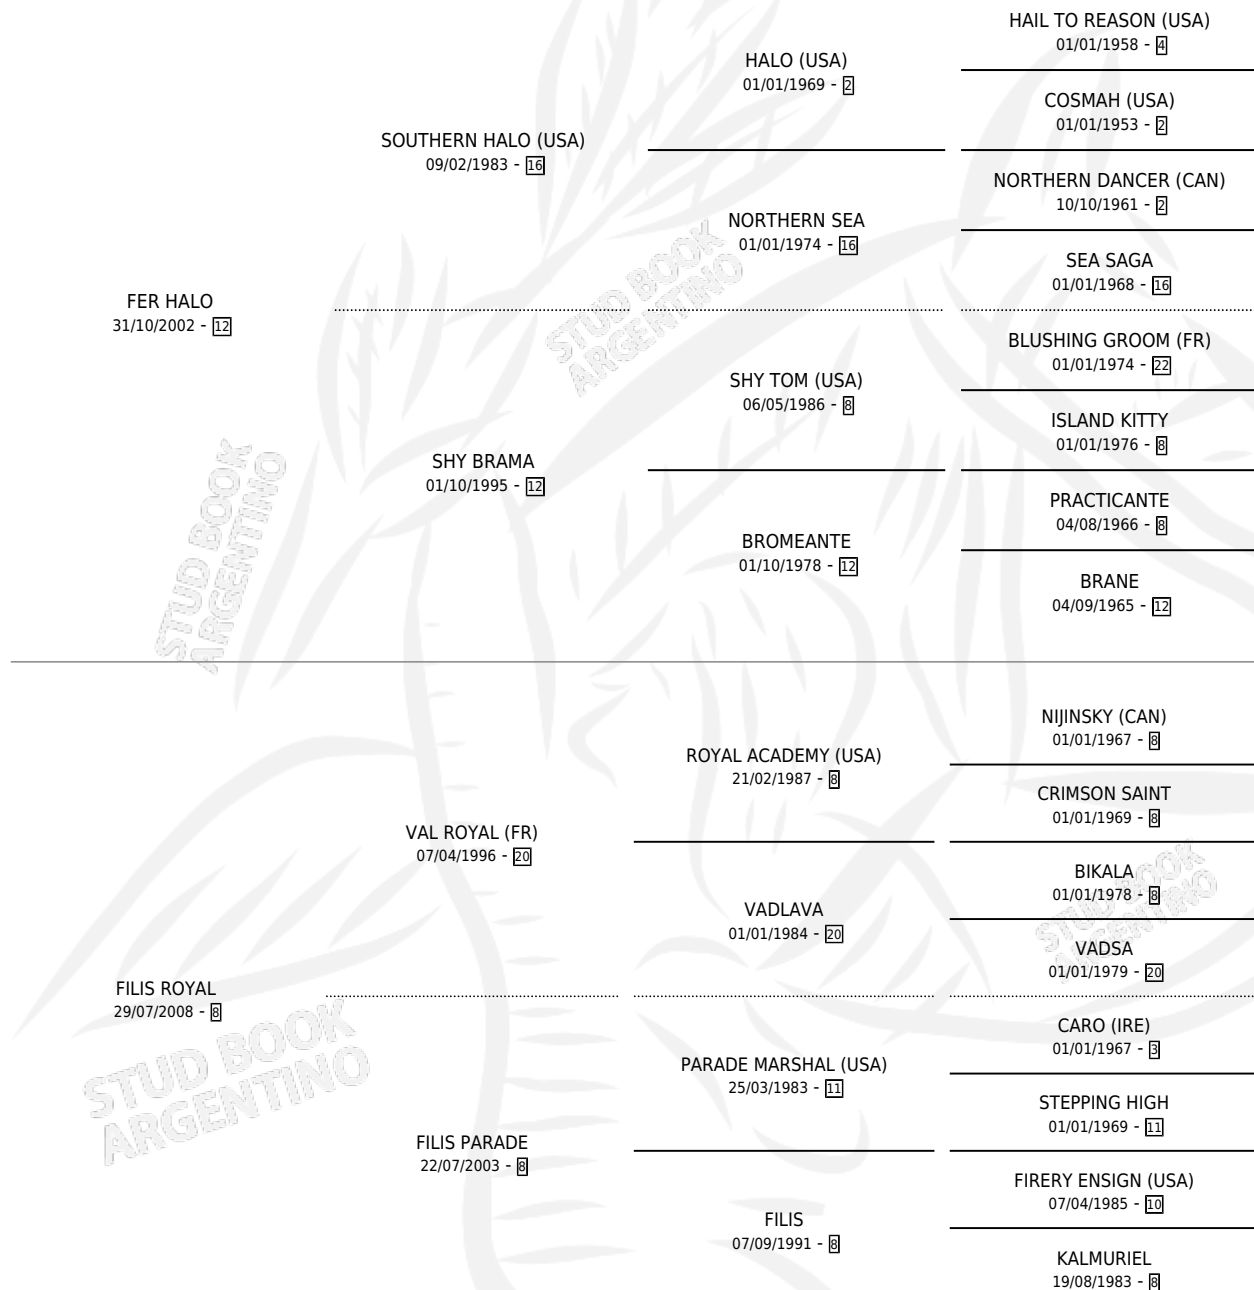 HAIL TO REASON (USA)
01/01/1958 - 4
HALO (USA)
01/01/1969 - 2
COSMAH (USA)
01/01/1953 - 2
SOUTHERN HALO (USA)
09/02/1983 - 16
NORTHERN DANCER (CAN)
10/10/1961 - 2
NORTHERN SEA
01/01/1974 - 16
SEA SAGA
01/01/1968 - 16
FER HALO
31/10/2002 - 12
STUD BOOK
ARGENTINO
BLUSHING GROOM (FR)
01/01/1974 - 22
SHY TOM (USA)
06/05/1986 - 8
ISLAND KITTY
01/01/1976 - 8
SHY BRAMA
01/10/1995 - 12
PRACTICANTE
04/08/1966 - 8
BROMEANTE
01/10/1978 - 12
BRANE
04/09/1965 - 12
STUD BOOK
ARGENTINO
NIJINSKY (CAN)
01/01/1967 - 8
ROYAL ACADEMY (USA)
21/02/1987 - 8
CRIMSON SAINT
01/01/1969 - 8
VAL ROYAL (FR)
07/04/1996 - 20
BIKALA
01/01/1978 - 8
VADLAVA
01/01/1984 - 20
STUD BOOK
ARGENTINO
VADSA
01/01/1979 - 20
FILIS ROYAL
29/07/2008 - 8
STUD BOOK
ARGENTINO
CARO (IRE)
01/01/1967 - 3
PARADE MARSHAL (USA)
25/03/1983 - 11
STEPPING HIGH
01/01/1969 - 11
FILIS PARADE
22/07/2003 - 8
FIRERY ENSIGN (USA)
07/04/1985 - 10
FILIS
07/09/1991 - 8
KALMURIEL
19/08/1983 - 8